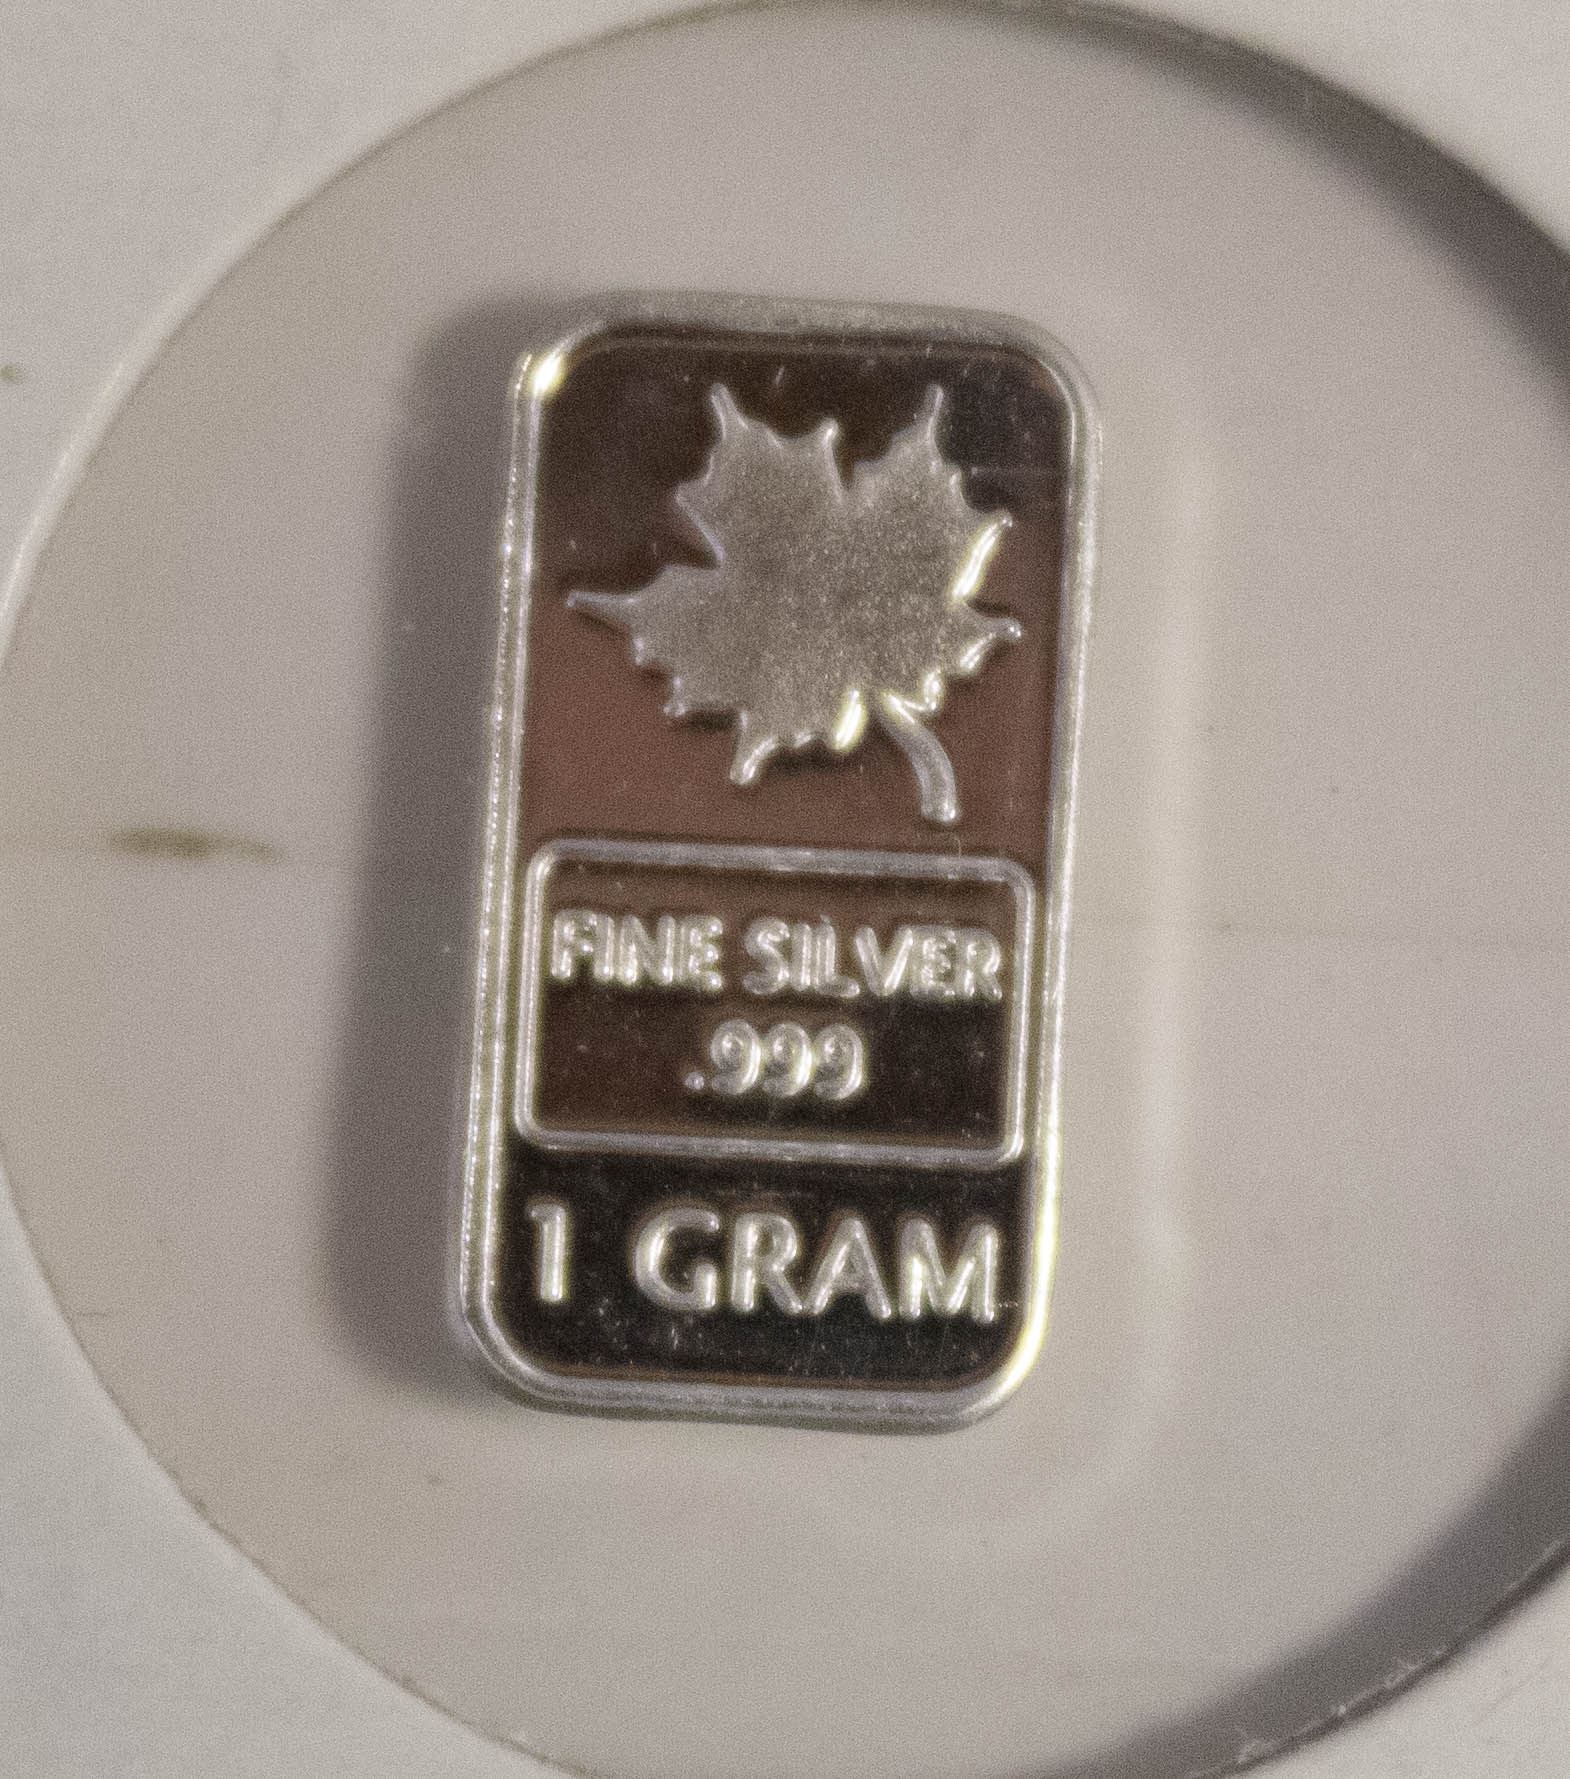 FINE SILVER
.999
1 GRAM